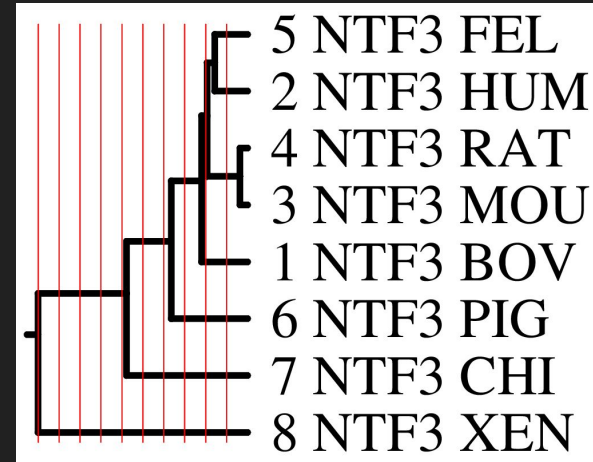 5 NTF3 FEL
2 NTF3 HUM
4 NTF3 RAT
3 NTF3 MOU
1 NTF3 BOV
6 NTF3 PIG
7 NTF3 CHI
8 NTF3 XEN